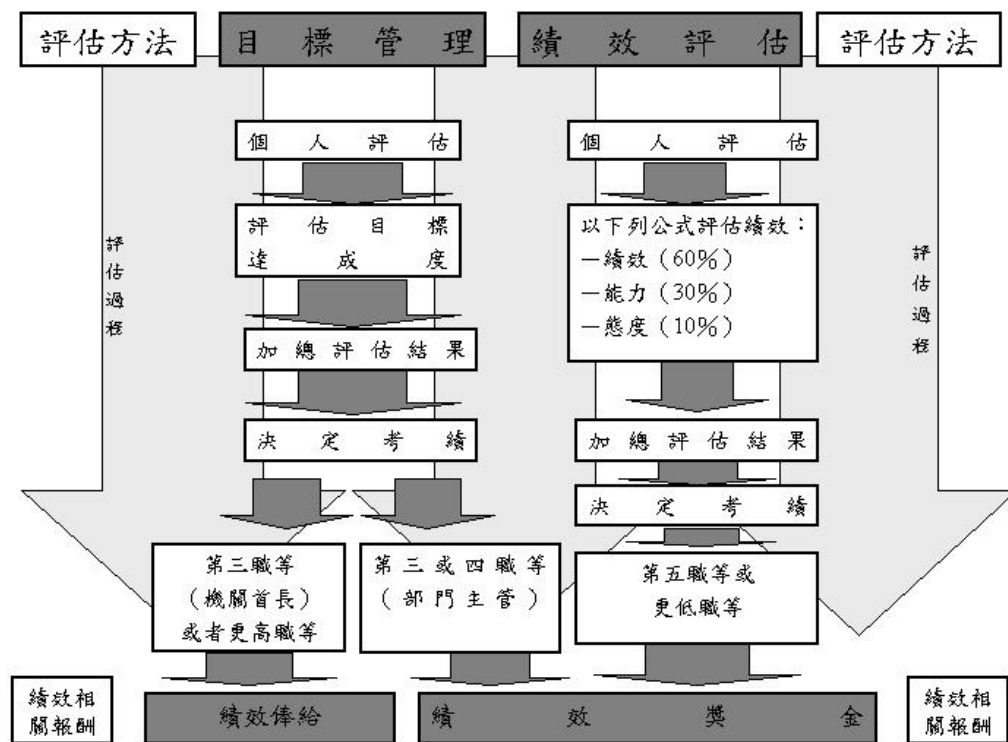 評估方法
目標管理
績效評估
評估方法
個人評估
個人評估
評估目標
達成度
以下列公式評估績效：
－績效（60%）
－能力（30%）
－態度（10%）
評估過程
評估過程
加總評估結果
決定考績
加總評估結果
決定考績
第三職等
（機關首長）
或者更高職等
第三或四職等
（部門主管）
第五職等或
更低職等
績效相
關報酬
績效俸給
績效獎金
績效相
關報酬